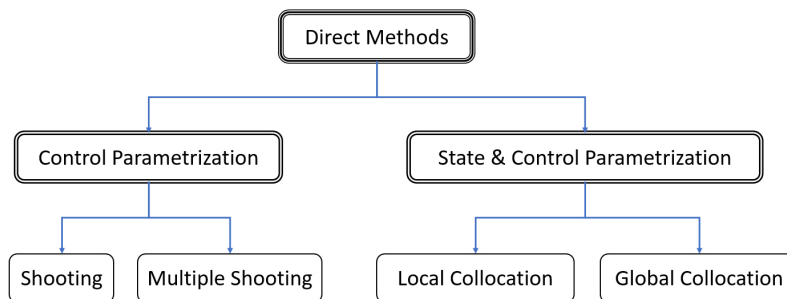 Direct Methods
Control Parametrization
State & Control Parametrization
Shooting
Multiple Shooting
Local Collocation
Global Collocation